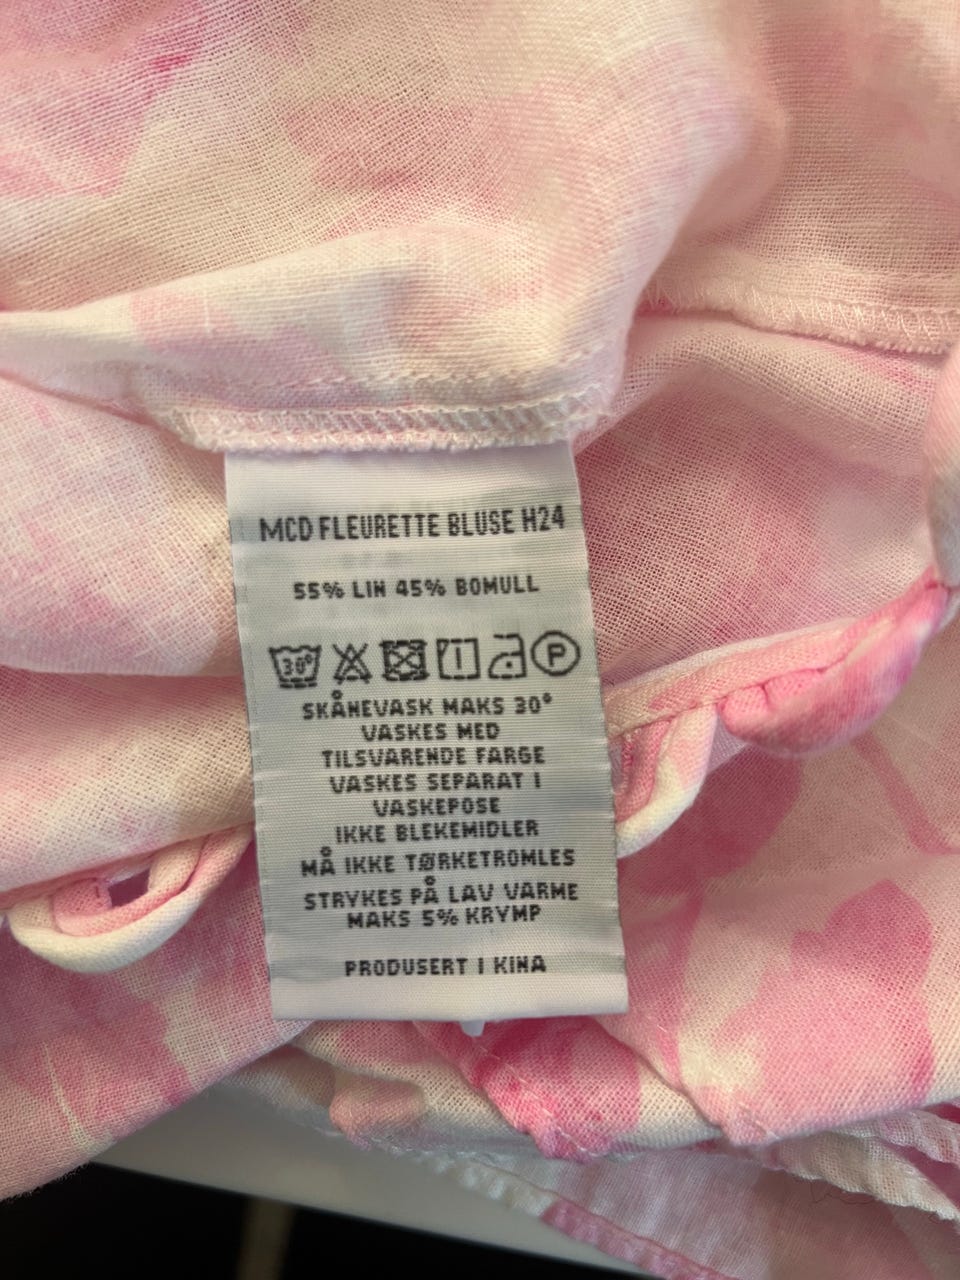 MCD FLEURETTE BLUSE H24
55% LIN 45% BOMULL
30° P
SKÅNEVASK MAKS 30°
VASKES MED
TILSVARENDE FARGE
VASKES SEPARAT I
VASKEPOSE
IKKE BLEKEMIDLER
MÅ IKKE TØRKETROMLES
STRYKES PÅ LAV VARME
MAKS 5% KRYMP
PRODUSERT I KINA